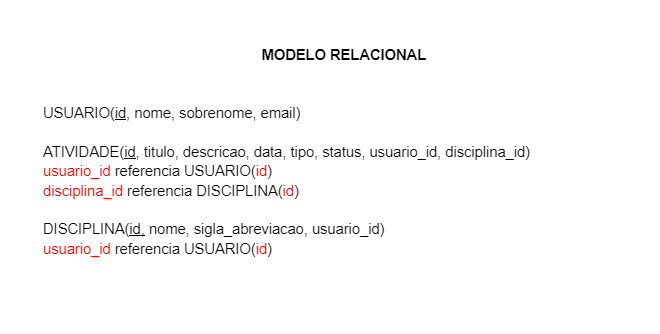 MODELO RELACIONAL
USUARIO(id, nome, sobrenome, email)
ATIVIDADE(id, titulo, descricao, data, tipo, status, usuario_id, disciplina_id)
usuario_id referencia USUARIO(id)
disciplina_id referencia DISCIPLINA(id)
DISCIPLINA(id, nome, sigla_abreviacao, usuario_id)
usuario_id referencia USUARIO(id)